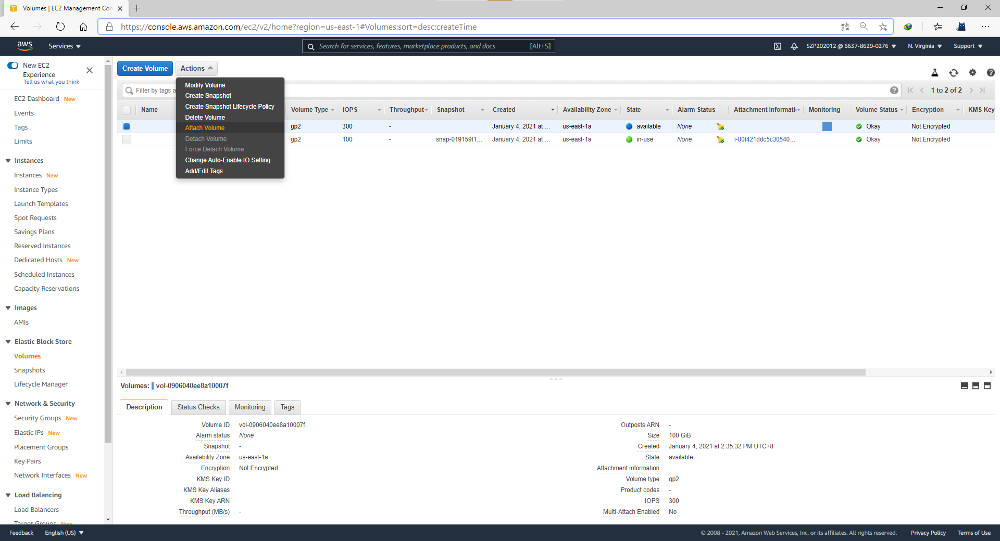 Volumes | EC2 Management Con
https://console.aws.amazon.com/ec2/v2/home?region=us-east-1#Volumes:sort=desc:createTime
aws Services Search for services, features, marketplace products, and docs [Alt+S] SZP202012 @ 6637-8629-0276 N. Virginia Support
New EC2
Experience
Tell us what you think
EC2 Dashboard New
Events
Tags
Limits
Instances
Instances New
Instance Types
Launch Templates
Spot Requests
Savings Plans
Reserved Instances
Dedicated Hosts New
Scheduled Instances
Capacity Reservations
Images
AMIs
Elastic Block Store
Volumes
Snapshots
Lifecycle Manager
Network & Security
Security Groups New
Elastic IPs New
Placement Groups
Key Pairs
Network Interfaces New
Load Balancing
Load Balancers
Target Groups New
Create Volume Actions
Modify Volume
Create Snapshot
Create Snapshot Lifecycle Policy
Delete Volume
Attach Volume
Detach Volume
Force Detach Volume
Change Auto-Enable IO Setting
Add/Edit Tags
Filter by tags a 1 to 2 of 2
Name Volume Type IOPS Throughput Snapshot Created Availability Zone State Alarm Status Attachment Informati Monitoring Volume Status Encryption KMS Key
gp2 300 - January 4, 2021 at ... us-east-1a available None Okay Not Encrypted
gp2 100 - snap-019159f1... January 4, 2021 at ... us-east-1a in-use None i-00f421ddc5c30540... Okay Not Encrypted
Volumes: vol-0906040ee8a10007f
Description Status Checks Monitoring Tags
Volume ID vol-0906040ee8a10007f
Alarm status None
Snapshot -
Availability Zone us-east-1a
Encryption Not Encrypted
KMS Key ID
KMS Key Aliases
KMS Key ARN
Throughput (MB/s) -
Outposts ARN -
Size 100 GiB
Created January 4, 2021 at 2:35:32 PM UTC+8
State available
Attachment information
Volume type gp2
Product codes -
IOPS 300
Multi-Attach Enabled No
Feedback English (US) © 2008 - 2021, Amazon Web Services, Inc. or its affiliates. All rights reserved. Privacy Policy Terms of Use